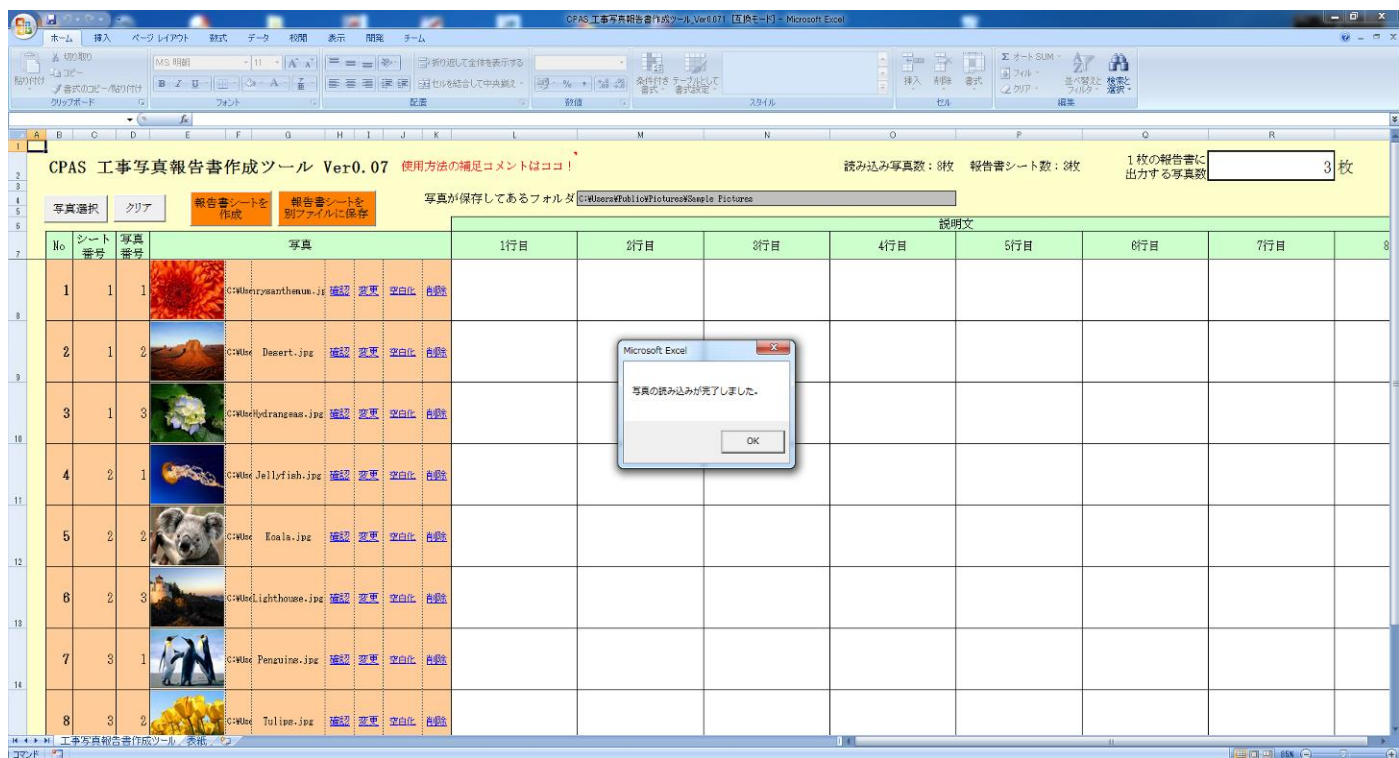 CPAS_工事写真報告書作成ツール_Ver0.071 [互換モード] - Microsoft Excel
ホーム 挿入 ページ レイアウト 数式 データ 校閲 表示 開発 チーム
切り取り
コピー
書式のコピー/貼り付け
貼り付け
MS 明朝 11
折り返して全体を表示する
セルを結合して中央揃え
条件付き書式 テーブルとして書式設定
挿入 削除 書式
オート SUM
フィル
クリア
並べ替えとフィルタ
検索と選択
クリップボード フォント 配置 数値 スタイル セル 編集
A B C D E F G H I J K L M N O P Q R
CPAS 工事写真報告書作成ツール Ver0.07 使用方法の補足コメントはココ!
読み込み写真数:8枚 報告書シート数:3枚
1枚の報告書に
出力する写真数
3 枚
写真選択 クリア
報告書シートを
作成
報告書シートを
別ファイルに保存
写真が保存してあるフォルダ C:¥Users¥Public¥Pictures¥Sample Pictures
説明文
No シート番号 写真番号 写真 1行目 2行目 3行目 4行目 5行目 6行目 7行目 8
1 1 1 C:¥Use rysanthemum.jp 確認 変更 空白化 削除
2 1 2 C:¥Use Desert.jpg 確認 変更 空白化 削除
3 1 3 C:¥Use Hydrangeas.jpg 確認 変更 空白化 削除
4 2 1 C:¥Use Jellyfish.jpg 確認 変更 空白化 削除
5 2 2 C:¥Use Koala.jpg 確認 変更 空白化 削除
6 2 3 C:¥Use Lighthouse.jpg 確認 変更 空白化 削除
7 3 1 C:¥Use Penguins.jpg 確認 変更 空白化 削除
8 3 2 C:¥Use Tulips.jpg 確認 変更 空白化 削除
Microsoft Excel
写真の読み込みが完了しました。
OK
工事写真報告書作成ツール 表紙
コマンド
85%